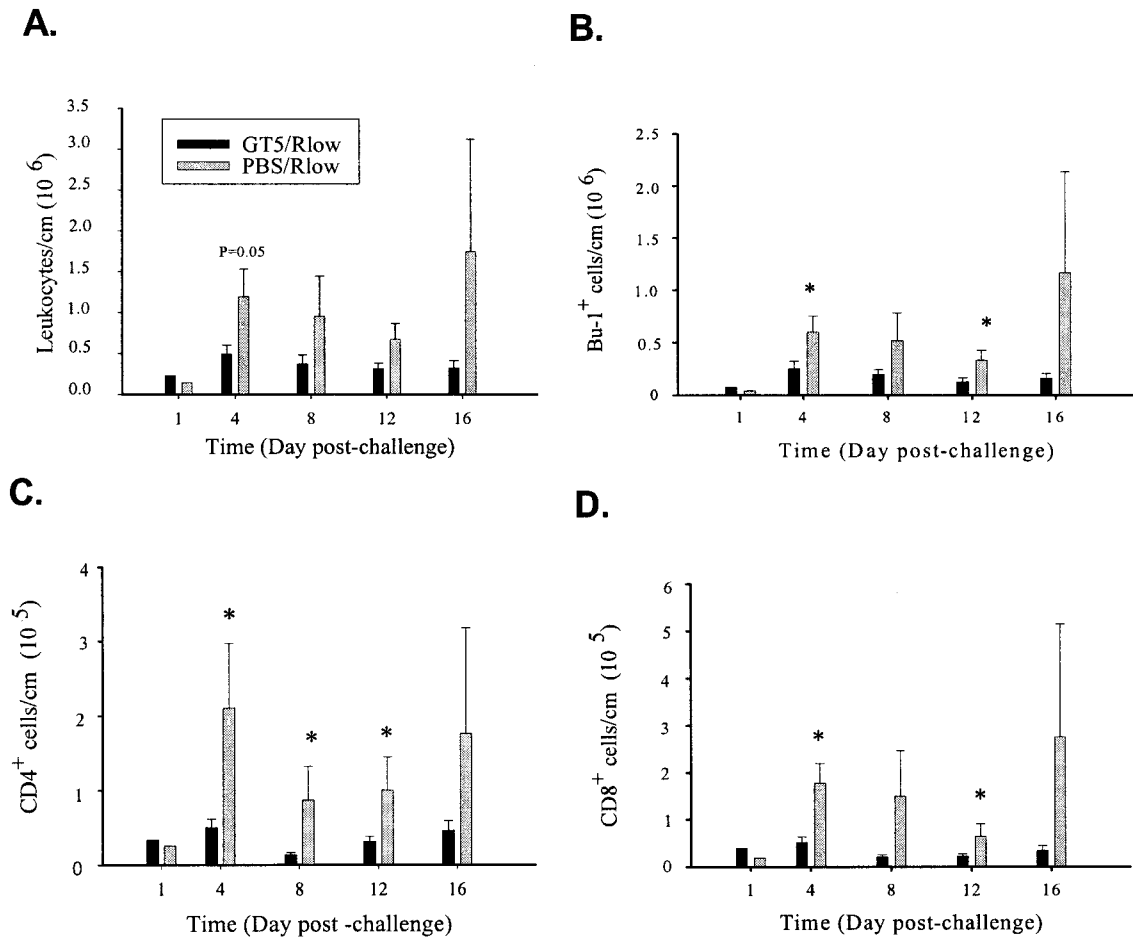 A.
3.5
3.0
2.5
2.0
1.5
1.0
0.5
0.0
Leukocytes/cm (10 6)
GT5/Rlow
PBS/Rlow
P=0.05
1 4 8 12 16
Time (Day post-challenge)
B.
2.5
2.0
1.5
1.0
0.5
0
Bu-1+ cells/cm (10 6)
*
*
1 4 8 12 16
Time (Day post-challenge)
C.
4
3
2
1
0
CD4+ cells/cm (10 5)
*
*
*
1 4 8 12 16
Time (Day post -challenge)
D.
6
5
4
3
2
1
0
CD8+ cells/cm (10 5)
*
*
1 4 8 12 16
Time (Day post-challenge)